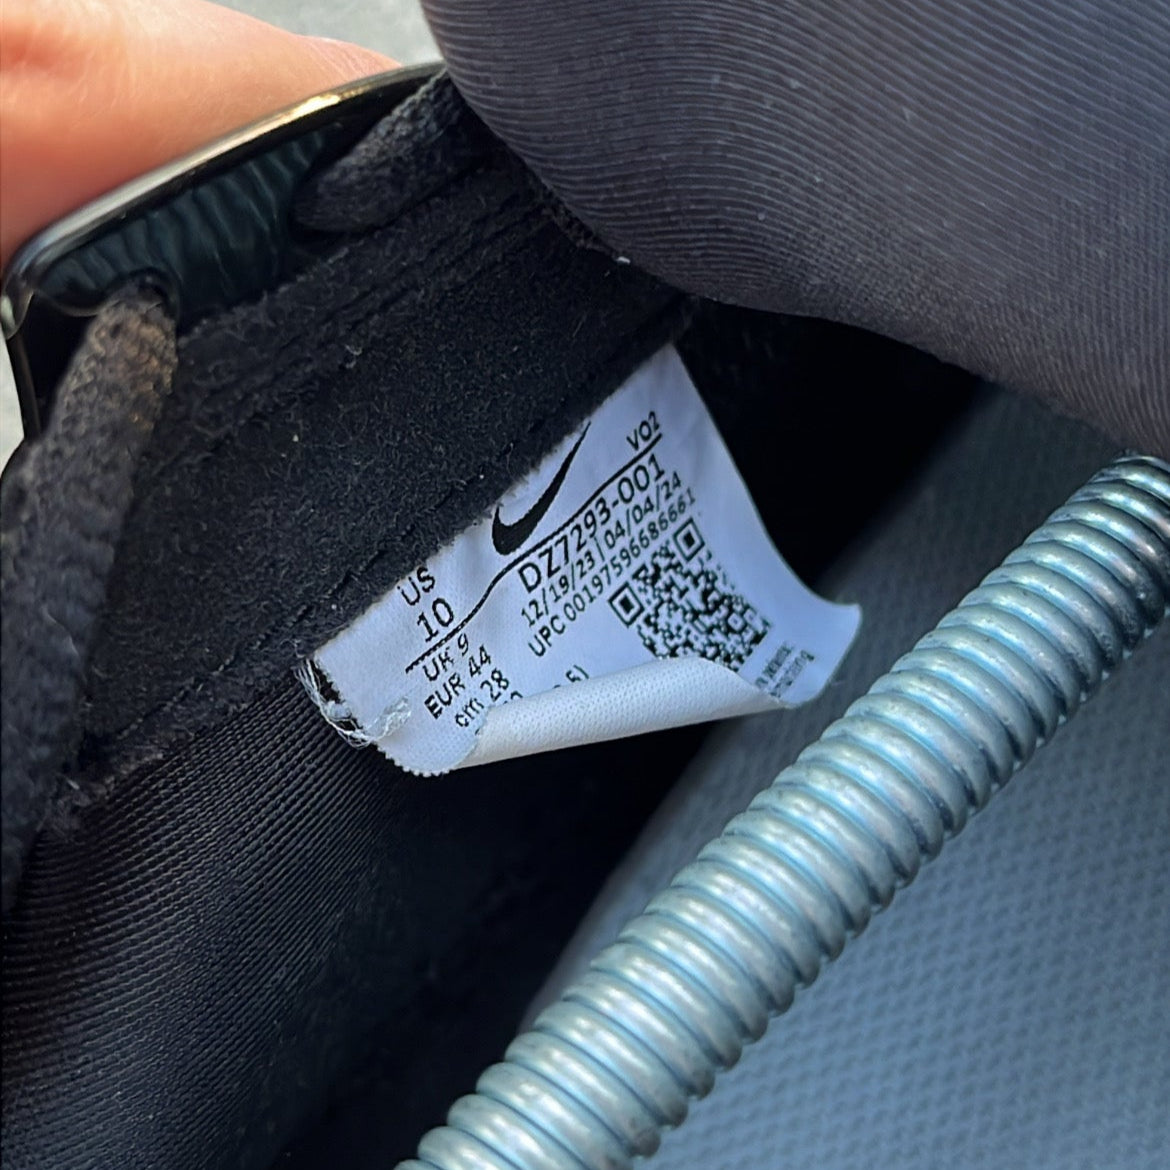 VO2
US
10
UK 9
EUR 44
cm 28
DZ7293-001
12/19/23 | 04/04/24
UPC 00197596686661